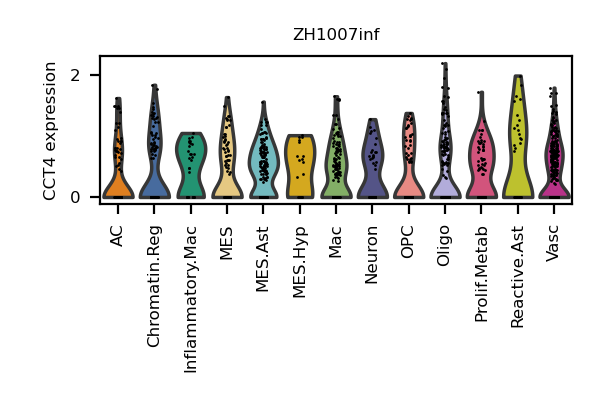 ZH1007inf
CCT4 expression
2
0
AC
Chromatin.Reg
Inflammatory.Mac
MES
MES.Ast
MES.Hyp
Mac
Neuron
OPC
Oligo
Prolif.Metab
Reactive.Ast
Vasc